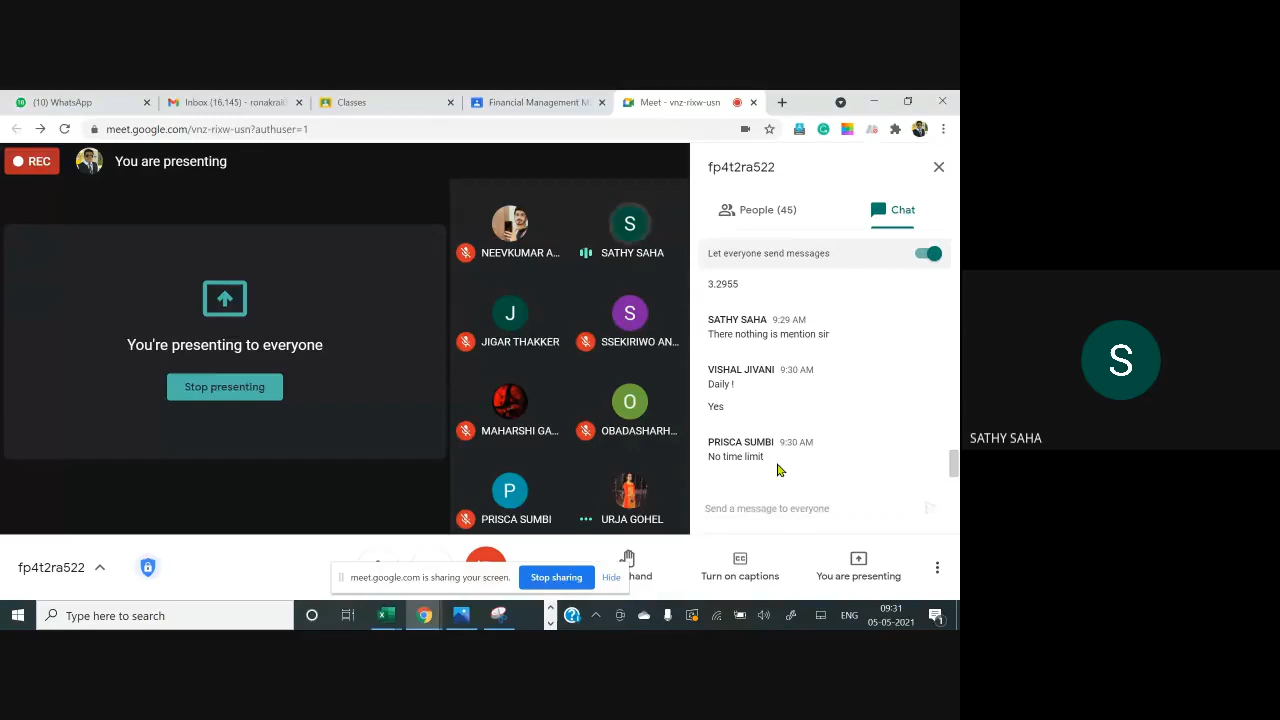 (10) WhatsApp
Inbox (16,145) - ronakrai
Classes
Financial Management M
Meet - vnz-rixw-usn
meet.google.com/vnz-rixw-usn?authuser=1
REC
You are presenting
fp4t2ra522
People (45)
Chat
Let everyone send messages
3.2955
SATHY SAHA 9:29 AM
There nothing is mention sir
VISHAL JIVANI 9:30 AM
Daily !
Yes
PRISCA SUMBI 9:30 AM
No time limit
Send a message to everyone
You're presenting to everyone
Stop presenting
NEEVKUMAR A...
S
SATHY SAHA
J
JIGAR THAKKER
S
SSEKIRIWO AN...
MAHARSHI GA...
O
OBADASHARH...
P
PRISCA SUMBI
URJA GOHEL
S
SATHY SAHA
fp4t2ra522
meet.google.com is sharing your screen.
Stop sharing
Hide
hand
CC
Turn on captions
You are presenting
Type here to search
ENG
09:31
05-05-2021